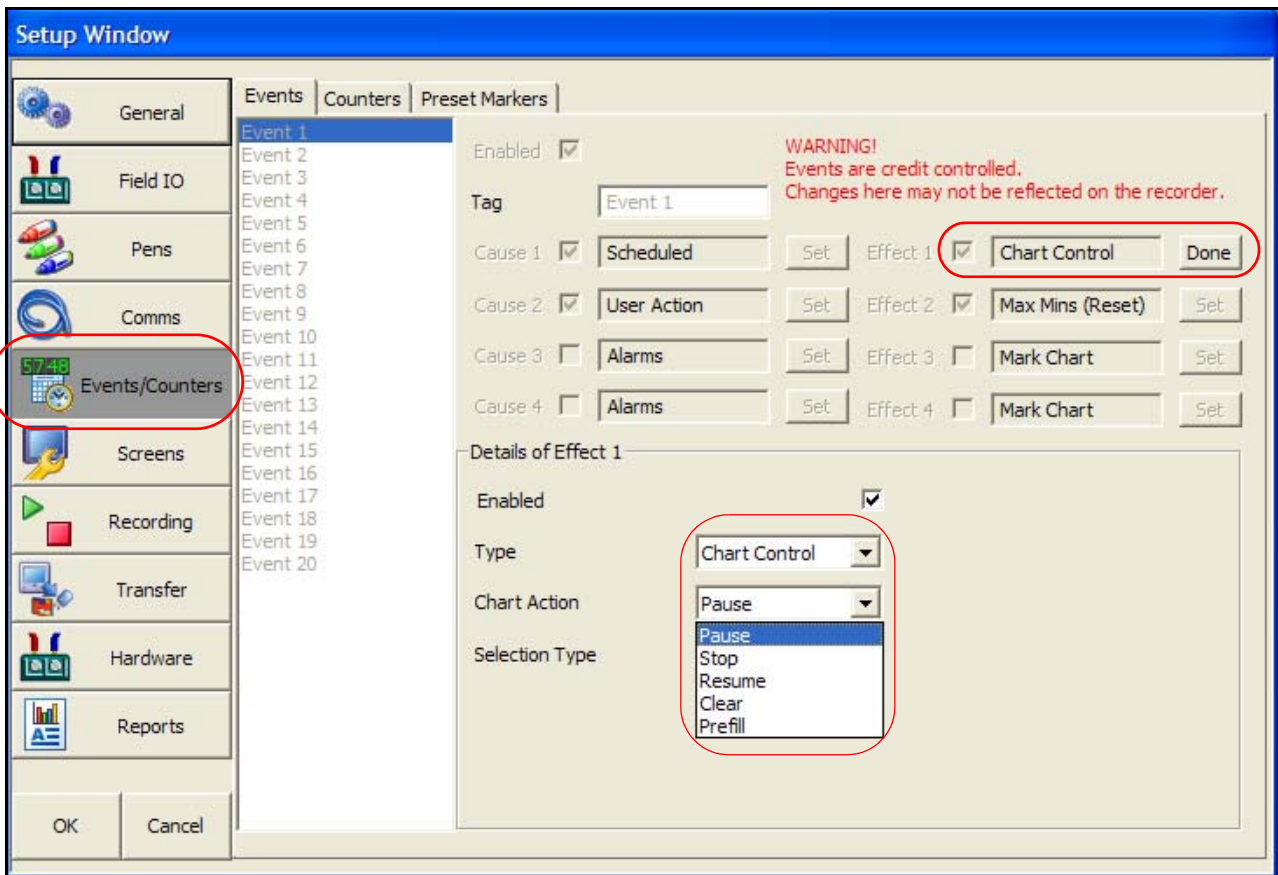 Setup Window
General
Field IO
Pens
Comms
57:48
Events/Counters
Screens
Recording
Transfer
Hardware
A
Reports
OK Cancel
Events Counters Preset Markers
Event 1
Event 2
Event 3
Event 4
Event 5
Event 6
Event 7
Event 8
Event 9
Event 10
Event 11
Event 12
Event 13
Event 14
Event 15
Event 16
Event 17
Event 18
Event 19
Event 20
Enabled
WARNING!
Events are credit controlled.
Changes here may not be reflected on the recorder.
Tag Event 1
Cause 1 Scheduled Set Effect 1 Chart Control Done
Cause 2 User Action Set Effect 2 Max Mins (Reset) Set
Cause 3 Alarms Set Effect 3 Mark Chart Set
Cause 4 Alarms Set Effect 4 Mark Chart Set
Details of Effect 1
Enabled
Type Chart Control
Chart Action Pause
Selection Type
Pause
Stop
Resume
Clear
Prefill